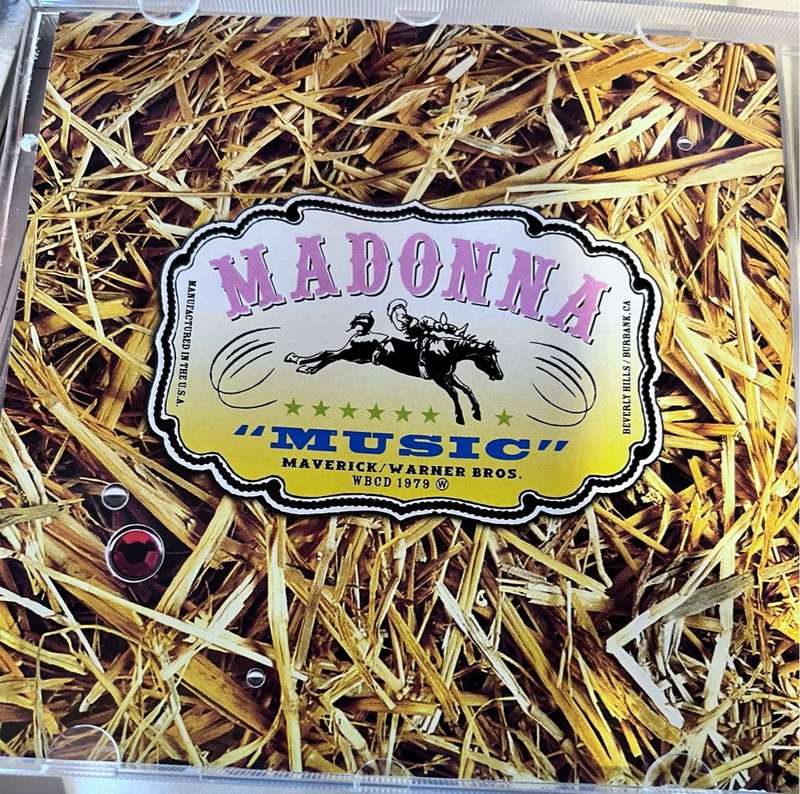 MADONNA
MANUFACTURED IN THE U.S.A.
BEVERLY HILLS / BURBANK, CA
"MUSIC"
MAVERICK/WARNER BROS.
WBCD 1979 Ⓦ